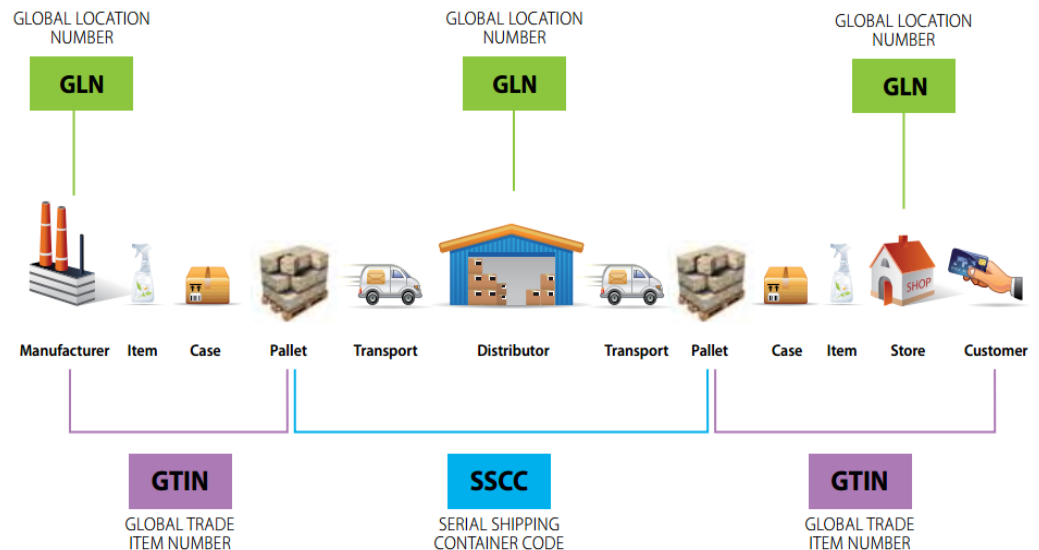 GLOBAL LOCATION
NUMBER
GLN
GLOBAL LOCATION
NUMBER
GLN
GLOBAL LOCATION
NUMBER
GLN
SHOP
Manufacturer
Item
Case
Pallet
Transport
Distributor
Transport
Pallet
Case
Item
Store
Customer
GTIN
GLOBAL TRADE
ITEM NUMBER
SSCC
SERIAL SHIPPING
CONTAINER CODE
GTIN
GLOBAL TRADE
ITEM NUMBER